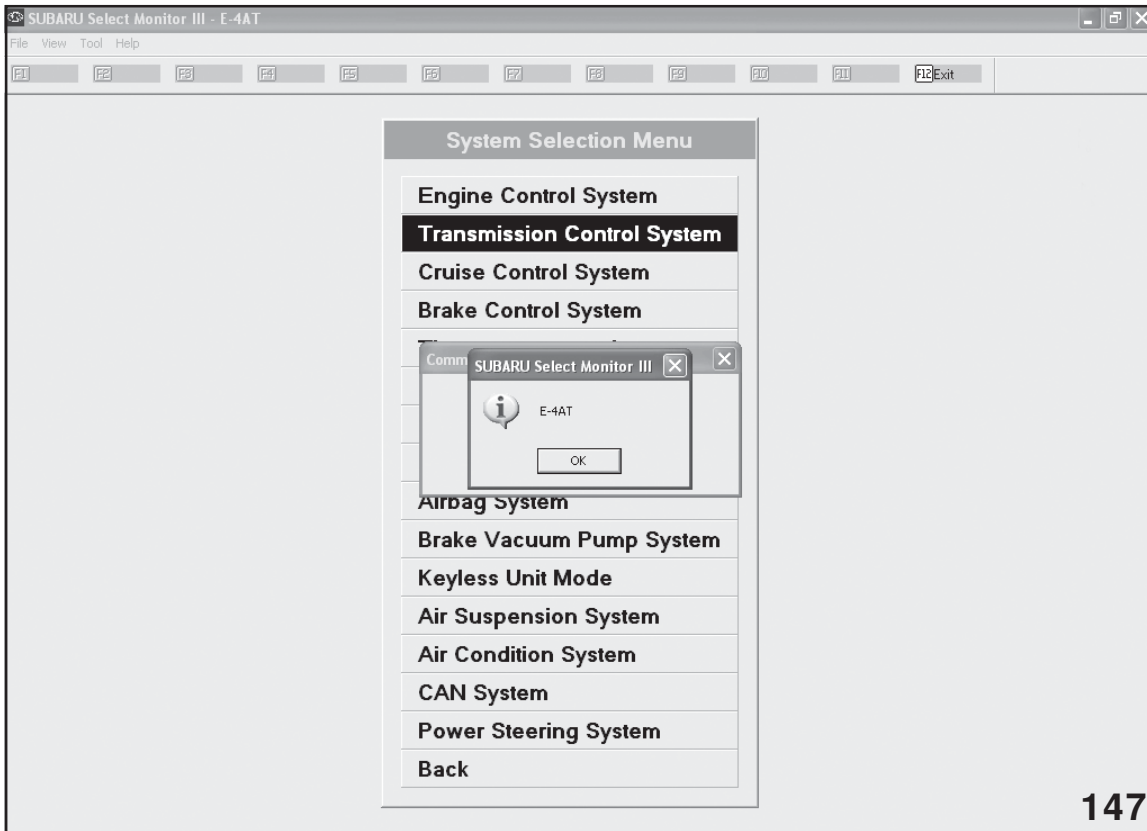 SUBARU Select Monitor III - E-4AT
File View Tool Help
F1 F2 F3 F4 F5 F6 F7 F8 F9 F10 F11 F12 Exit
System Selection Menu
Engine Control System
Transmission Control System
Cruise Control System
Brake Control System
Comm
SUBARU Select Monitor III
E-4AT
OK
Airbag System
Brake Vacuum Pump System
Keyless Unit Mode
Air Suspension System
Air Condition System
CAN System
Power Steering System
Back
147